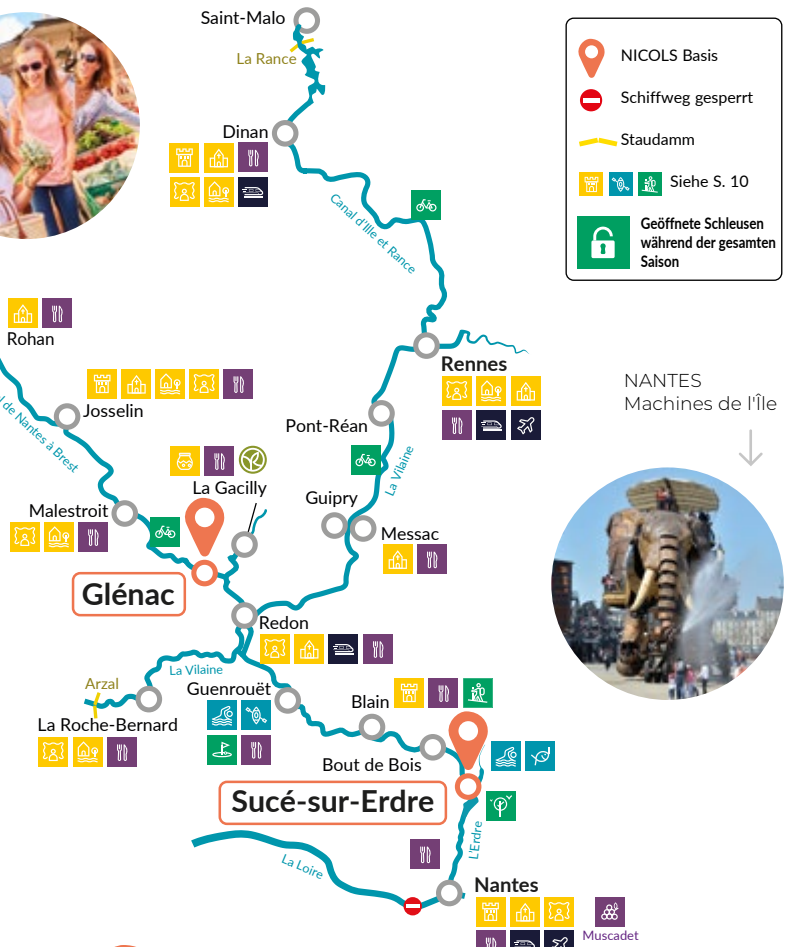 Saint-Malo
La Rance
Dinan
Canal d'Ille et Rance
NICOLS Basis
Schiffweg gesperrt
Staudamm
Siehe S. 10
Geöffnete Schleusen
während der gesamten
Saison
Rohan
Josselin
l de Nantes à Brest
Rennes
Pont-Réan
La Vilaine
NANTES
Machines de l'Île
La Gacilly
Malestroit
Guipry
Messac
Glénac
Redon
La Vilaine
Arzal
La Roche-Bernard
Guenrouët
Blain
Bout de Bois
Sucé-sur-Erdre
L'Erdre
La Loire
Nantes
Muscadet